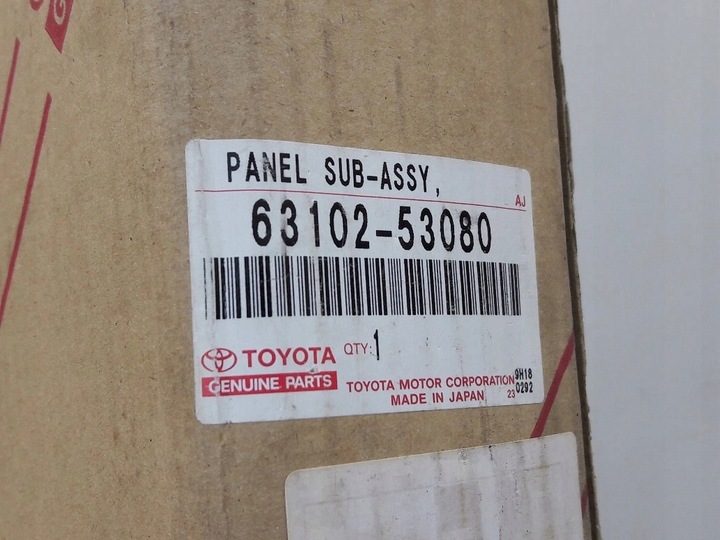 PANEL SUB-ASSY,
AJ
63102-53080
TOYOTA
QTY: 1
GENUINE PARTS
TOYOTA MOTOR CORPORATION
9H18
MADE IN JAPAN
23
0292